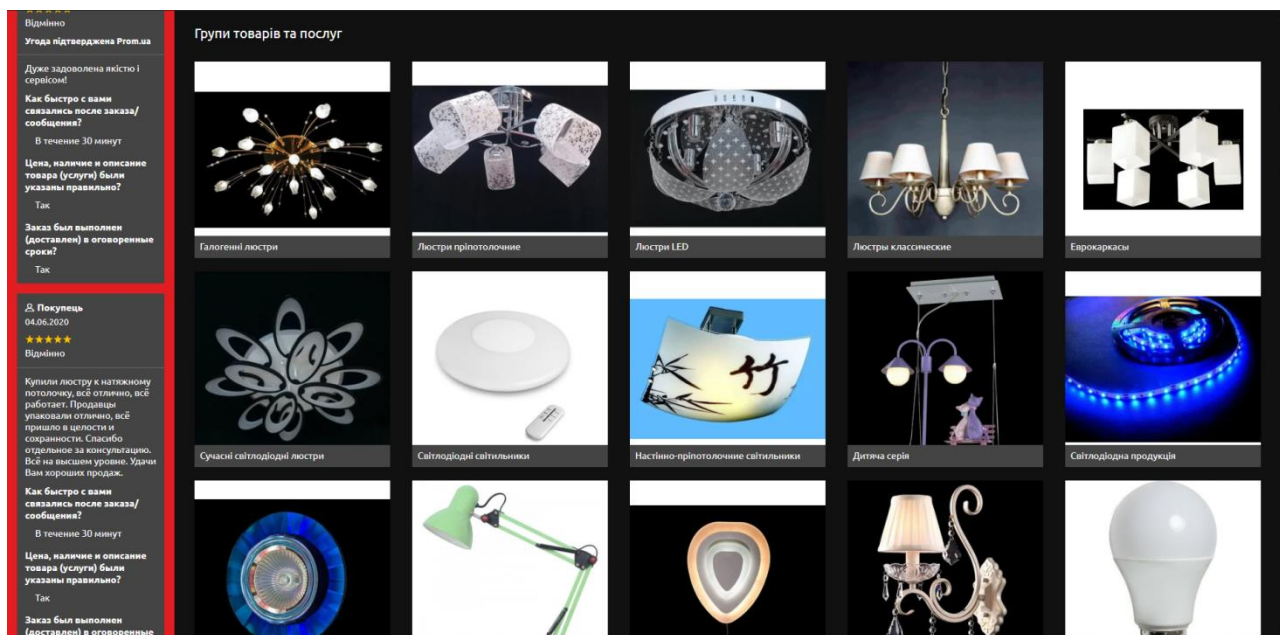 Відмінно
Угода підтверджена Prom.ua
Дуже задоволена якістю і
сервісом!
Как быстро с вами
связались после заказа/
сообщения?
В течение 30 минут
Цена, наличие и описание
товара (услуги) были
указаны правильно?
Так
Заказ был выполнен
(доставлен) в оговоренные
сроки?
Так
Покупець
04.06.2020
Відмінно
Купили люстру к натяжному
потолочку, всё отлично, всё
работает. Продавцы
упаковали отлично, всё
пришло в целости и
сохранности. Спасибо
отдельное за консультацию.
Всё на высшем уровне. Удачи
Вам хороших продаж.
Как быстро с вами
связались после заказа/
сообщения?
В течение 30 минут
Цена, наличие и описание
товара (услуги) были
указаны правильно?
Так
Заказ был выполнен
(доставлен) в оговоренные
Групи товарів та послуг
Галогенні люстри
Люстри пріпотолочние
Люстри LED
Люстры классические
Еврокаркасы
Сучасні світлодіодні люстри
Світлодіодні світильники
竹
Настінно-пріпотолочние світильники
Дитяча серія
Світлодіодна продукція